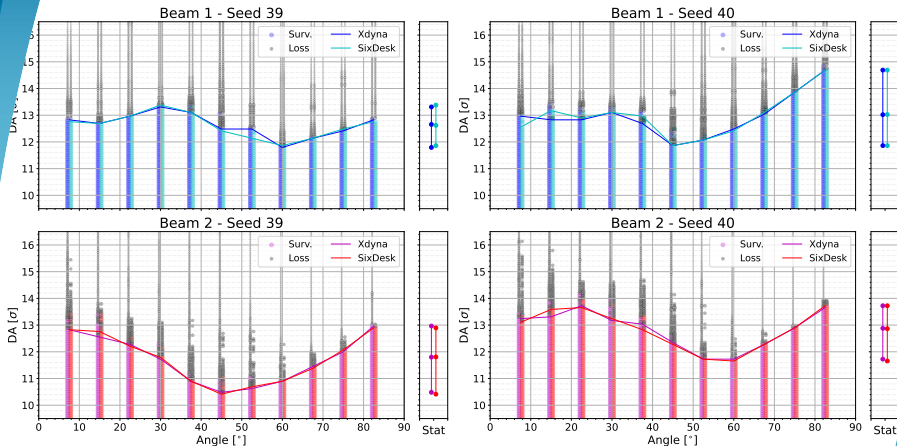 Beam 1 - Seed 39
Beam 1 - Seed 40
16
15
14
13
12
11
10
DA [σ]
Surv.
Loss
Xdyna
SixDesk
16
15
14
13
12
11
10
DA [σ]
Surv.
Loss
Xdyna
SixDesk
Beam 2 - Seed 39
Beam 2 - Seed 40
16
15
14
13
12
11
10
DA [σ]
Surv.
Loss
Xdyna
SixDesk
0 10 20 30 40 50 60 70 80 90
Angle [°]
Stat
16
15
14
13
12
11
10
DA [σ]
Surv.
Loss
Xdyna
SixDesk
0 10 20 30 40 50 60 70 80 90
Angle [°]
Stat